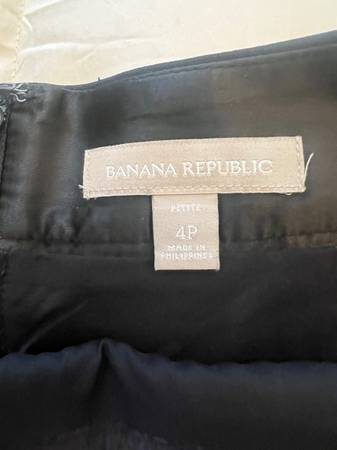 BANANA REPUBLIC
PETITE
4P
MADE IN
PHILIPPINES